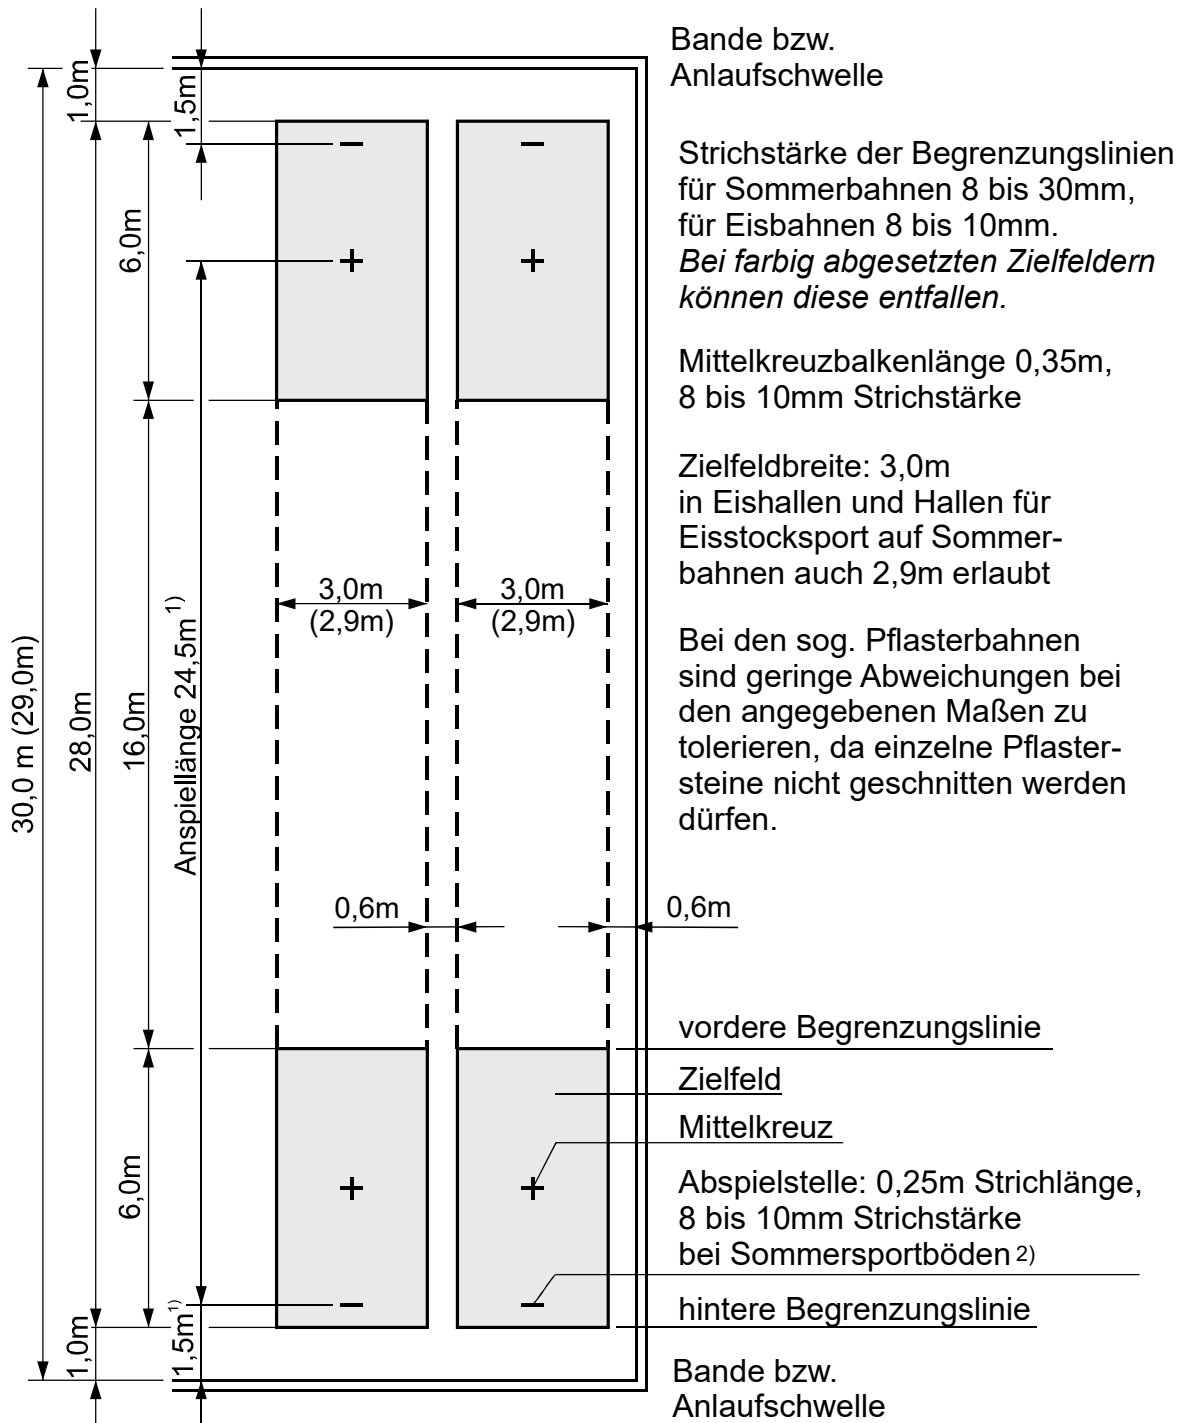 Bande bzw.
Anlaufschwelle
1,0m
1,5m
Strichstärke der Begrenzungslinien
für Sommerbahnen 8 bis 30mm,
für Eisbahnen 8 bis 10mm.
Bei farbig abgesetzten Zielfeldern
können diese entfallen.
6,0m
Mittelkreuzbalkenlänge 0,35m,
8 bis 10mm Strichstärke
Zielfeldbreite: 3,0m
in Eishallen und Hallen für
Eisstocksport auf Sommer-
bahnen auch 2,9m erlaubt
3,0m
(2,9m)
3,0m
(2,9m)
30,0 m (29,0m)
28,0m
16,0m
Anspiellänge 24,5m 1)
Bei den sog. Pflasterbahnen
sind geringe Abweichungen bei
den angegebenen Maßen zu
tolerieren, da einzelne Pflaster-
steine nicht geschnitten werden
dürfen.
0,6m
0,6m
vordere Begrenzungslinie
Zielfeld
Mittelkreuz
6,0m
Abspielstelle: 0,25m Strichlänge,
8 bis 10mm Strichstärke
bei Sommersportböden 2)
hintere Begrenzungslinie
1,0m
1,5m 1)
Bande bzw.
Anlaufschwelle